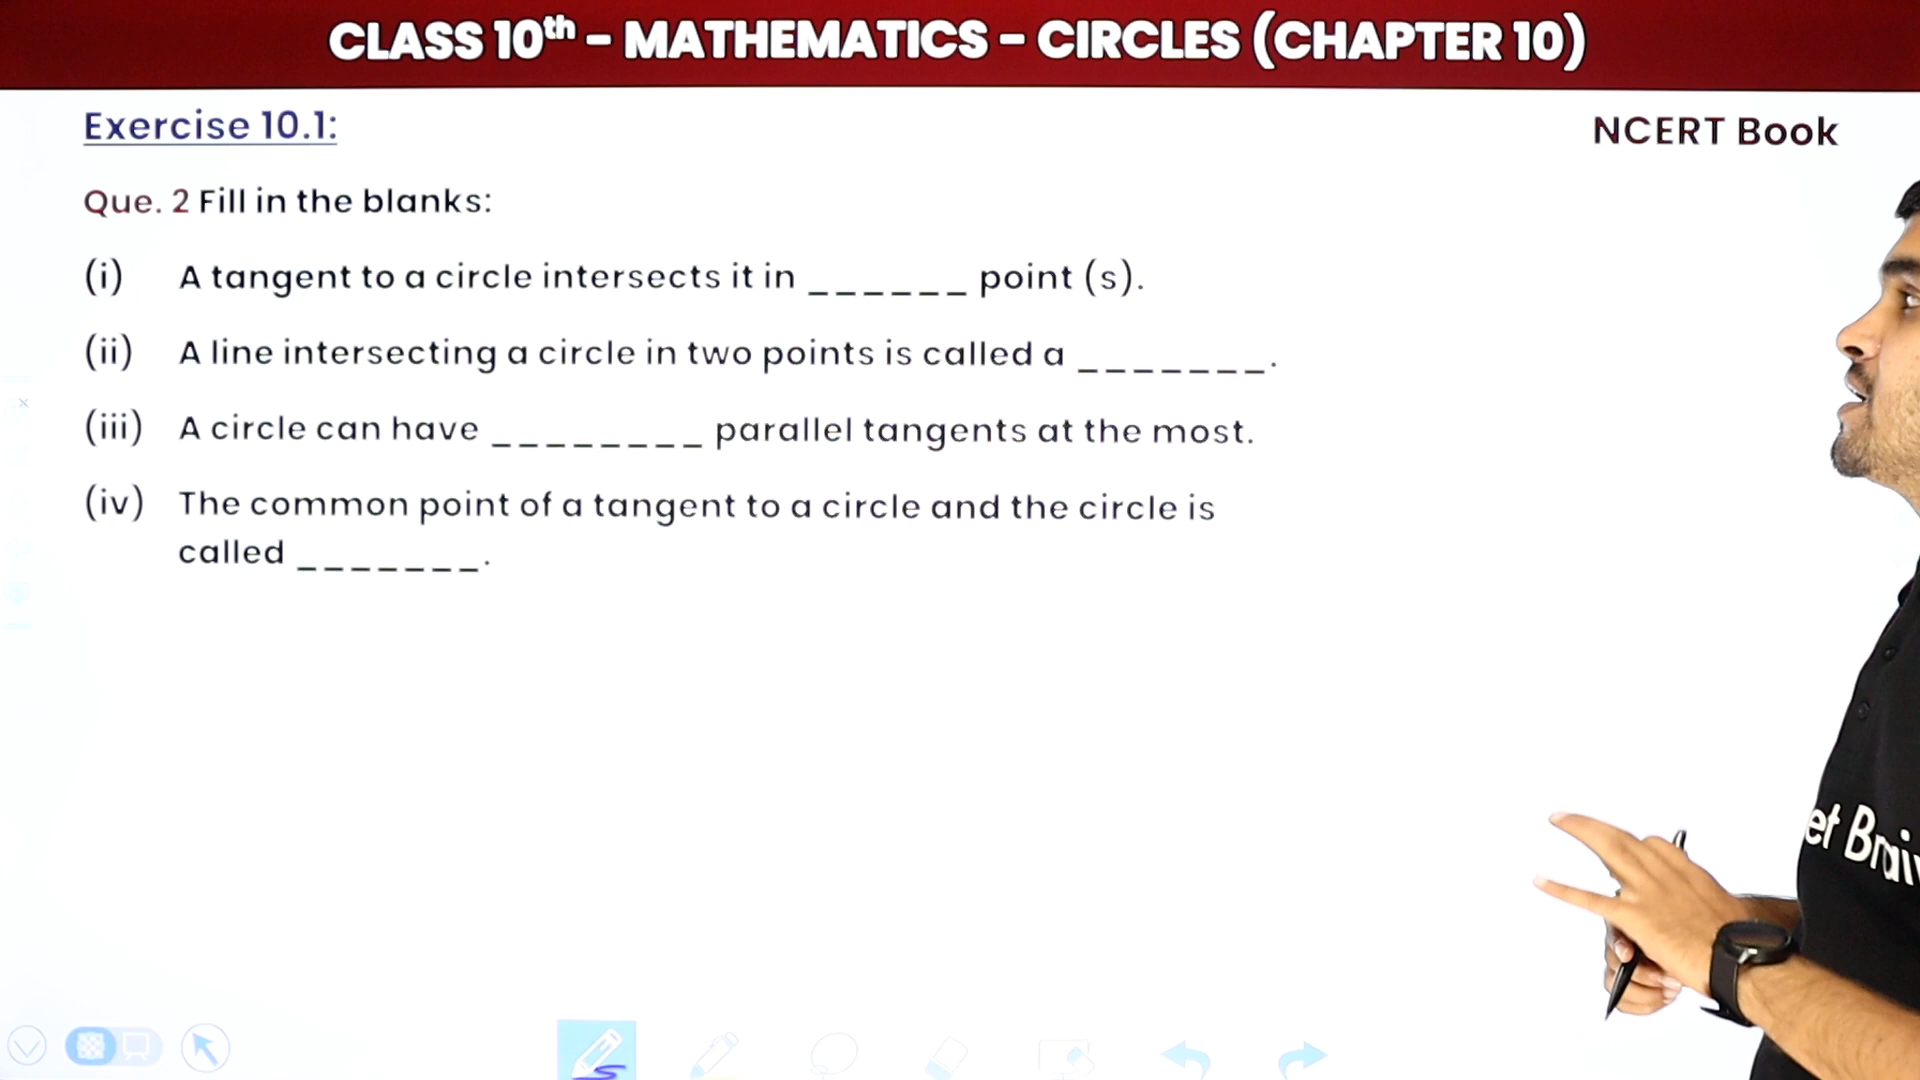 CLASS 10th - MATHEMATICS - CIRCLES (CHAPTER 10)
Exercise 10.1:
NCERT Book
Que. 2 Fill in the blanks:
(i) A tangent to a circle intersects it in ______ point (s).
(ii) A line intersecting a circle in two points is called a _______.
(iii) A circle can have ________ parallel tangents at the most.
(iv) The common point of a tangent to a circle and the circle is
called _______.